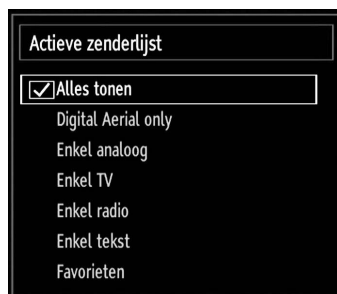 Actieve zenderlijst
Alles tonen
Digital Aerial only
Enkel analoog
Enkel TV
Enkel radio
Enkel tekst
Favorieten